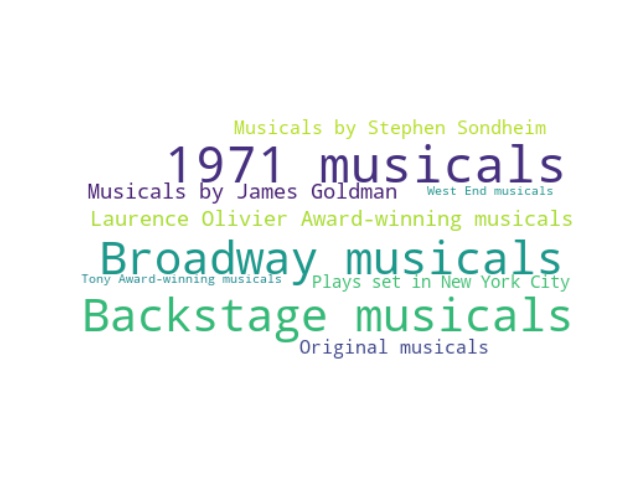 Musicals by Stephen Sondheim
1971 musicals
Musicals by James Goldman
West End musicals
Laurence Olivier Award-winning musicals
Broadway musicals
Tony Award-winning musicals
Plays set in New York City
Backstage musicals
Original musicals